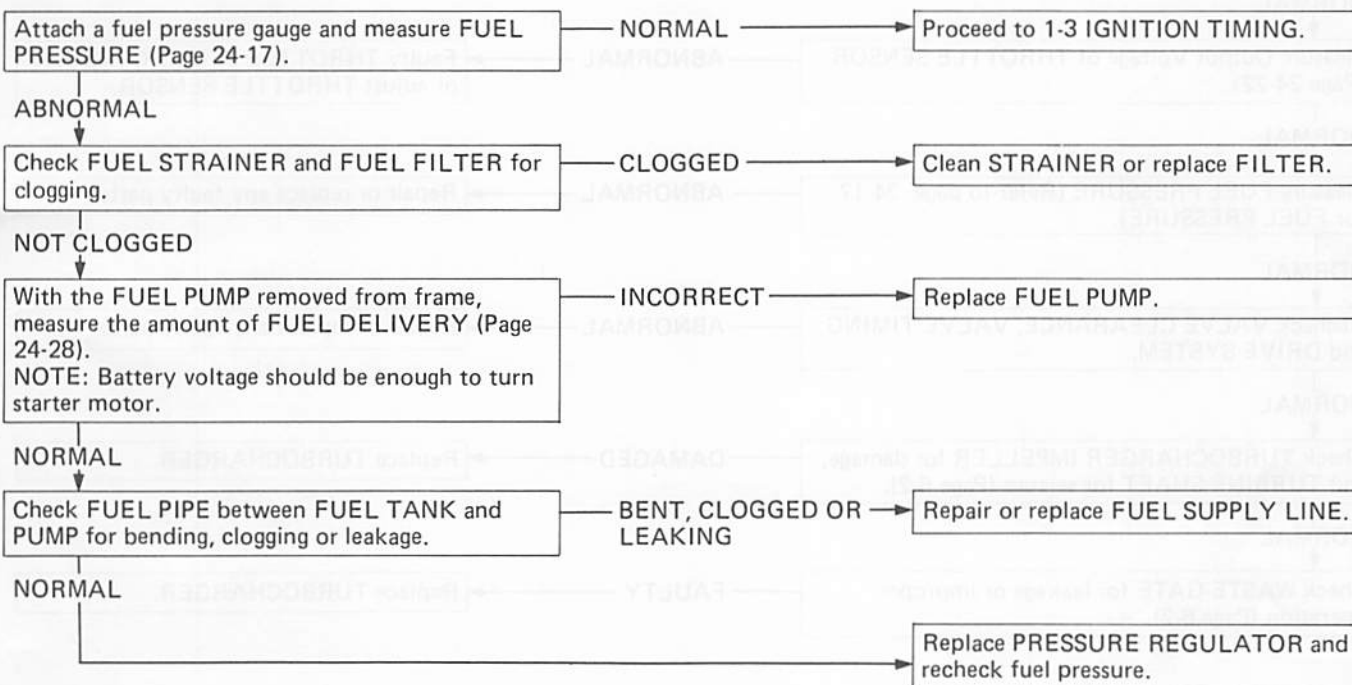 Attach a fuel pressure gauge and measure FUEL
PRESSURE (Page 24-17).
NORMAL
Proceed to 1-3 IGNITION TIMING.
ABNORMAL
Check FUEL STRAINER and FUEL FILTER for
clogging.
CLOGGED
Clean STRAINER or replace FILTER.
NOT CLOGGED
With the FUEL PUMP removed from frame,
measure the amount of FUEL DELIVERY (Page
24-28).
NOTE: Battery voltage should be enough to turn
starter motor.
INCORRECT
Replace FUEL PUMP.
NORMAL
Check FUEL PIPE between FUEL TANK and
PUMP for bending, clogging or leakage.
BENT, CLOGGED OR
LEAKING
Repair or replace FUEL SUPPLY LINE.
NORMAL
Replace PRESSURE REGULATOR and
recheck fuel pressure.